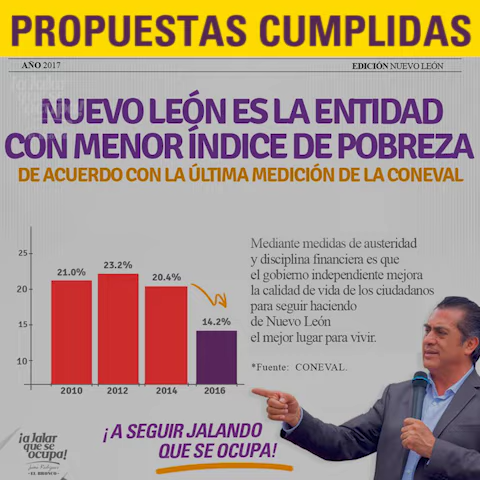 PROPUESTAS CUMPLIDAS
AÑO 2017
EDICIÓN NUEVO LEÓN
¡a Jalar
que se
ocupa!
NUEVO LEÓN ES LA ENTIDAD
CON MENOR ÍNDICE DE POBREZA
DE ACUERDO CON LA ÚLTIMA MEDICIÓN DE LA CONEVAL
25
20
15
10
21.0%
23.2%
20.4%
14.2%
2010
2012
2014
2016
Mediante medidas de austeridad
y disciplina financiera es que
el gobierno independiente mejora
la calidad de vida de los ciudadanos
para seguir haciendo
de Nuevo León
el mejor lugar para vivir.
*Fuente: CONEVAL.
¡A SEGUIR JALANDO
QUE SE OCUPA!
¡a Jalar
que se
ocupa!
EL BRONCO